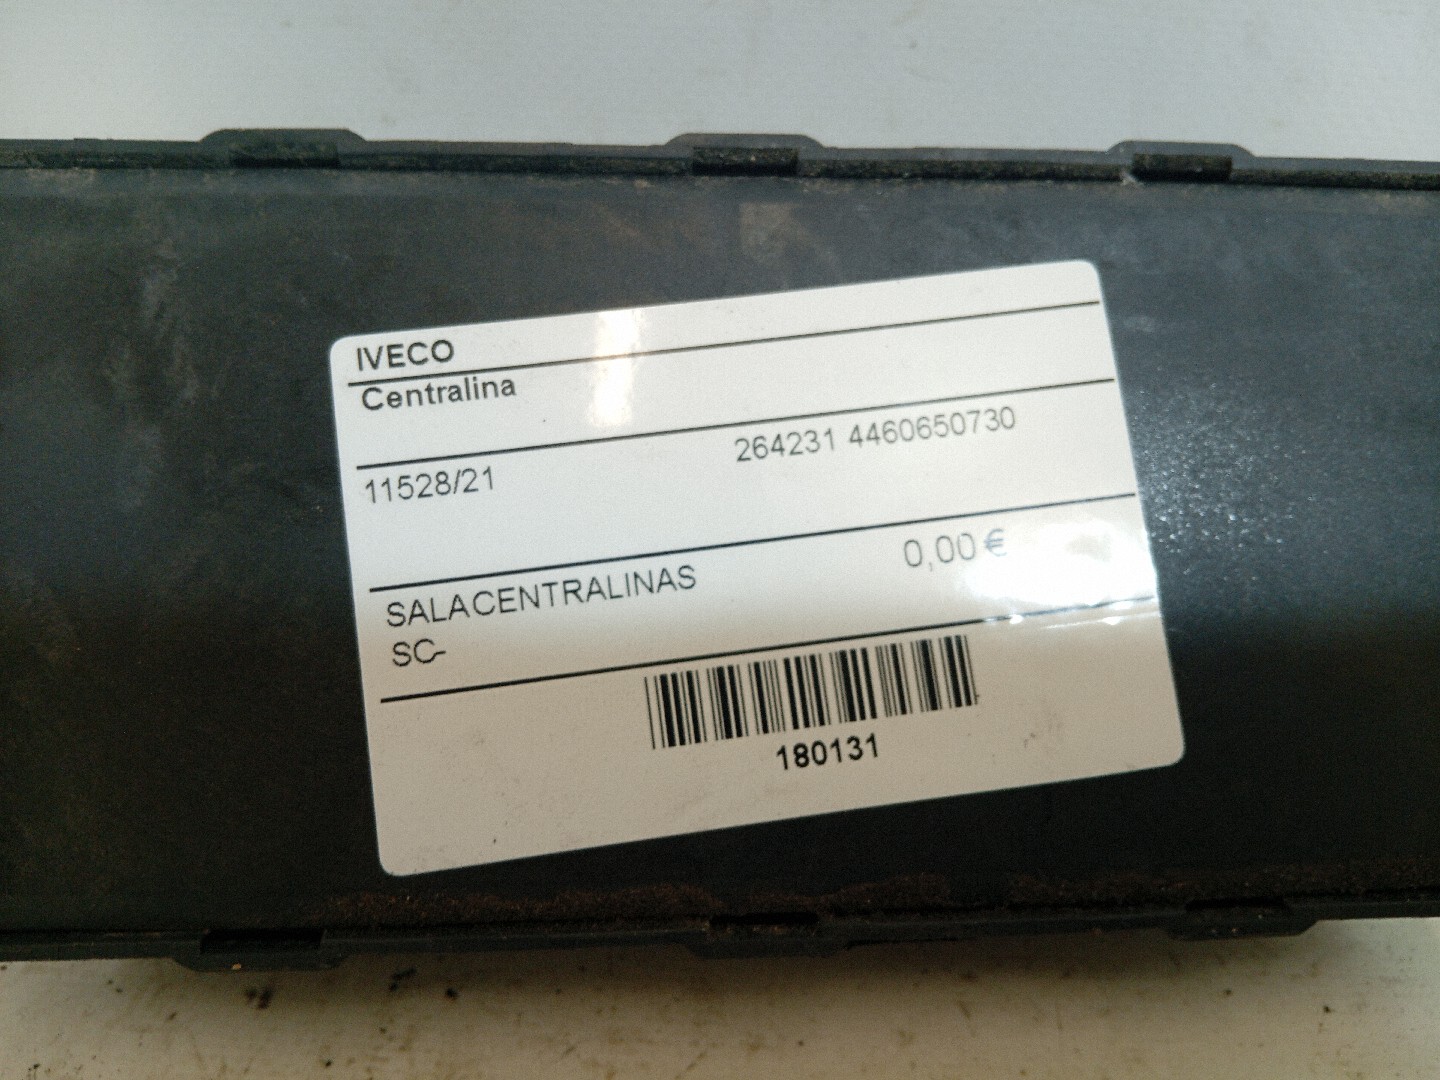 IVECO
Centralina
264231 4460650730
11528/21
0,00 €
SALACENTRALINAS
SC-
180131